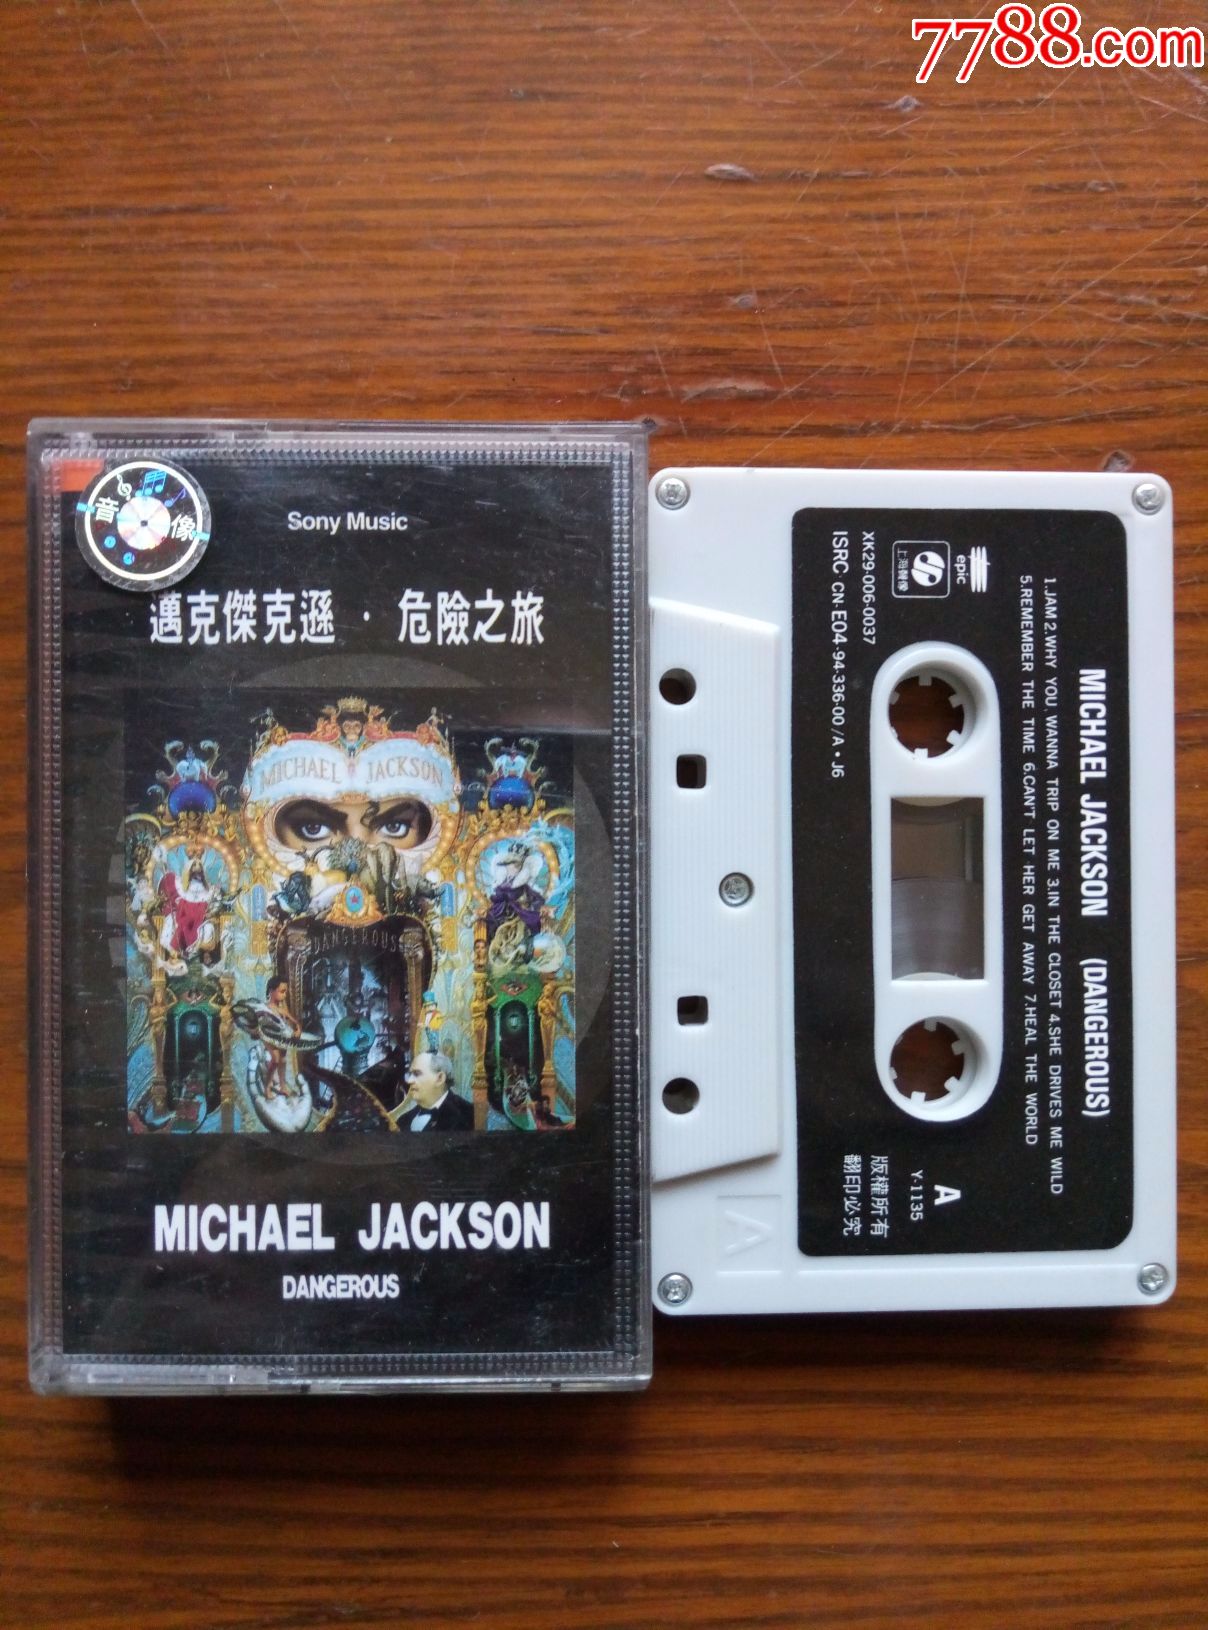 7788.com
音像
Sony Music
邁克傑克遜 · 危險之旅
MICHAEL JACKSON
DANGEROUS
MICHAEL JACKSON
DANGEROUS
MICHAEL JACKSON (DANGEROUS)
1.JAM 2.WHY YOU WANNA TRIP ON ME 3.IN THE CLOSET 4.SHE DRIVES ME WILD
5.REMEMBER THE TIME 6.CAN'T LET HER GET AWAY 7.HEAL THE WORLD
epic
上海聲像
XK29-006-0037
ISRC CN-E04-94-336-00/A·J6
A
Y-1135
版權所有
翻印必究
A